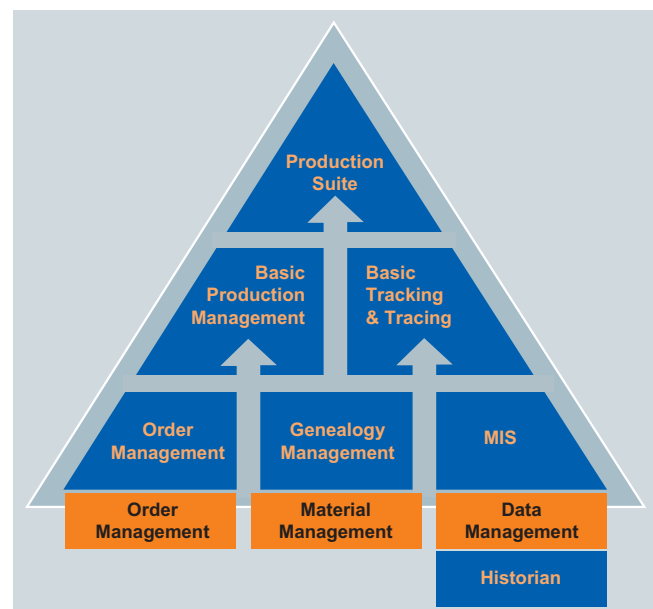 Production
Suite
Basic
Production
Management
Basic
Tracking
& Tracing
Order
Management
Genealogy
Management
MIS
Order
Management
Material
Management
Data
Management
Historian